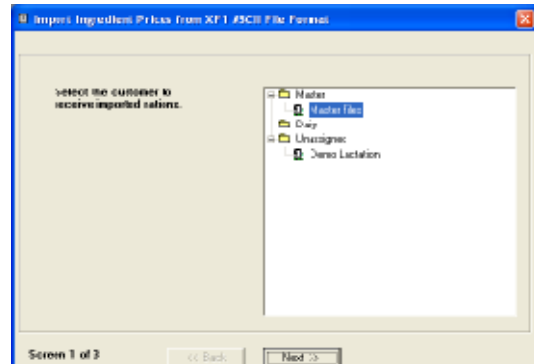 Import Ingredient Prices from XF1 ASCII File Format
Select the customer to
receive imported rations.
Master
Master Files
Dairy
Unassigned
Demo Lactation
Screen 1 of 3
<< Back
Next >>